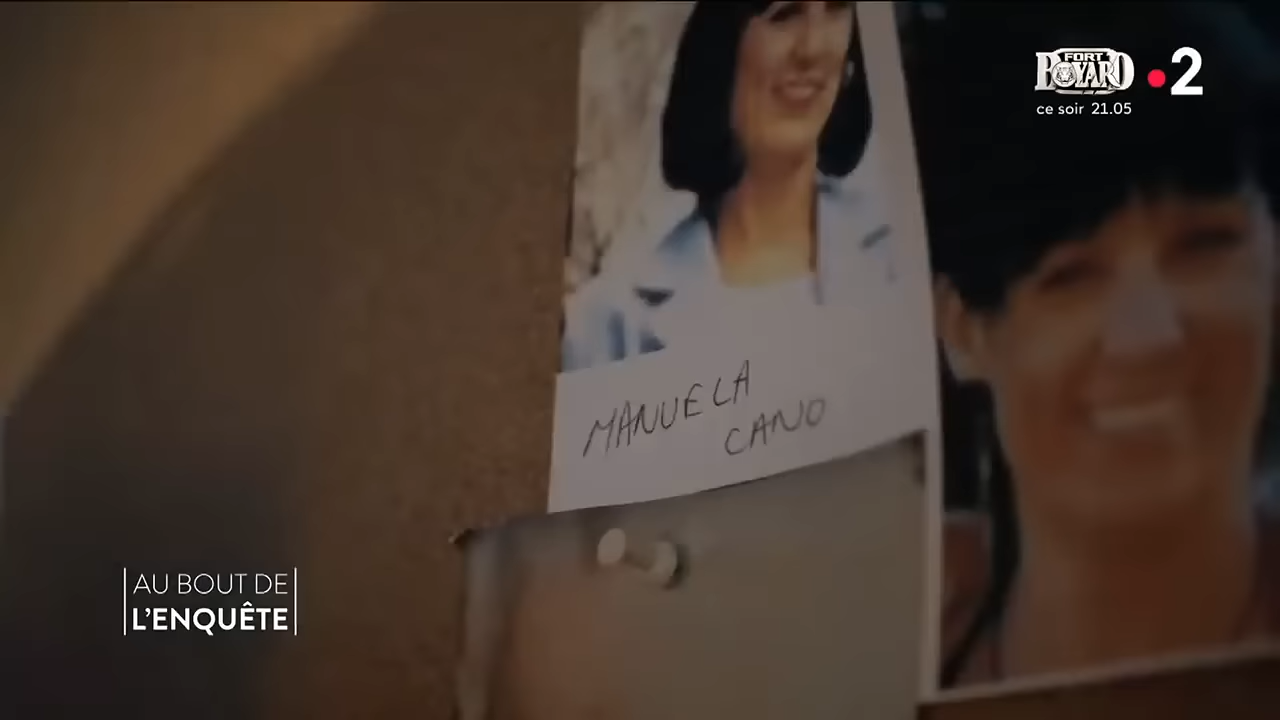 FORT
BOYARD
2
ce soir 21.05
MANUELA
CANO
AU BOUT DE
L'ENQUÊTE